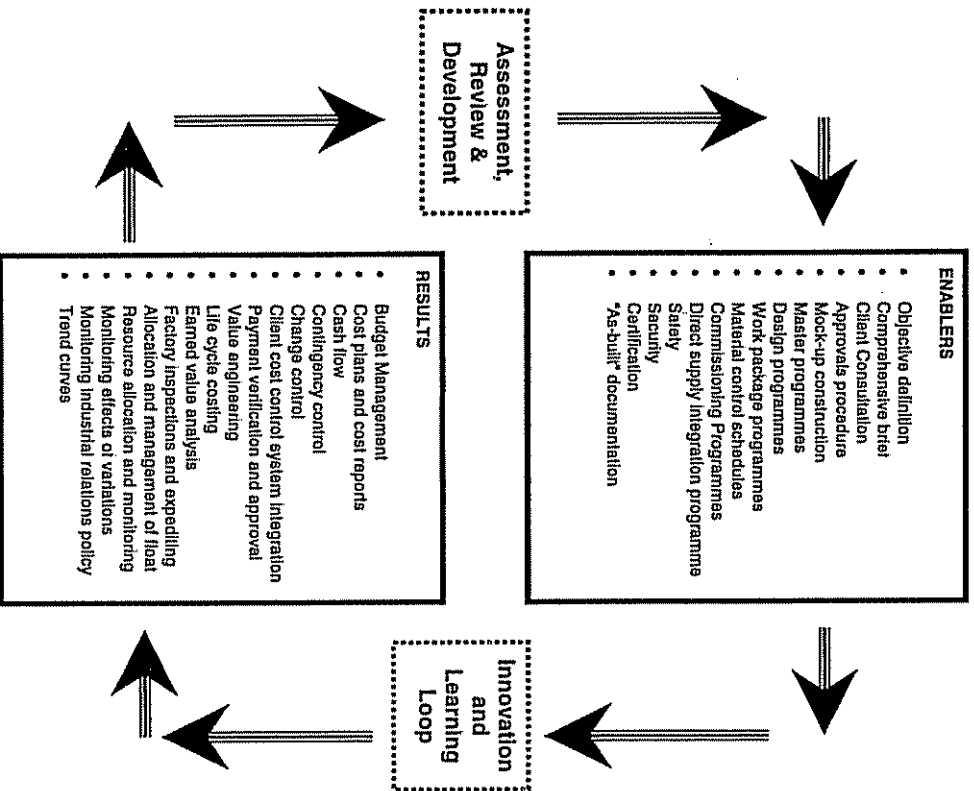 Assessment,
Review &
Development
ENABLERS
• Objective definition
• Comprehensive brief
• Client Consultation
• Approvals procedure
• Mock-up construction
• Master programmes
• Design programmes
• Work package programmes
• Material control schedules
• Commissioning Programmes
• Direct supply integration programme
• Safety
• Security
• Certification
• "As-built" documentation
RESULTS
• Budget Management
• Cost plans and cost reports
• Cash flow
• Contingency control
• Change control
• Client cost control system integration
• Payment verification and approval
• Value engineering
• Life cycle costing
• Earned value analysis
• Factory inspections and expediting
• Allocation and management of float
• Resource allocation and monitoring
• Monitoring effects of variations
• Monitoring industrial relations policy
• Trend curves
Innovation
and
Learning
Loop